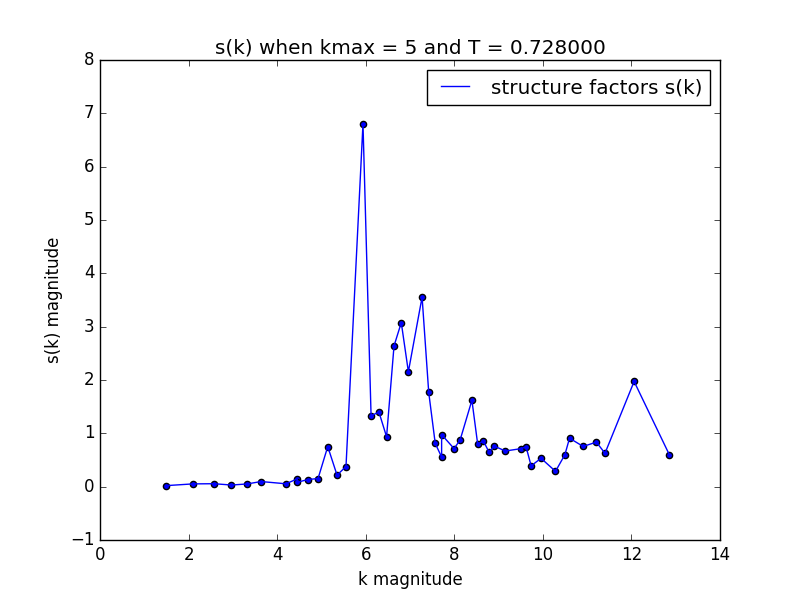 s(k) when kmax = 5 and T = 0.728000
structure factors s(k)
8
7
6
5
4
3
2
1
0
−1
s(k) magnitude
0 2 4 6 8 10 12 14
k magnitude